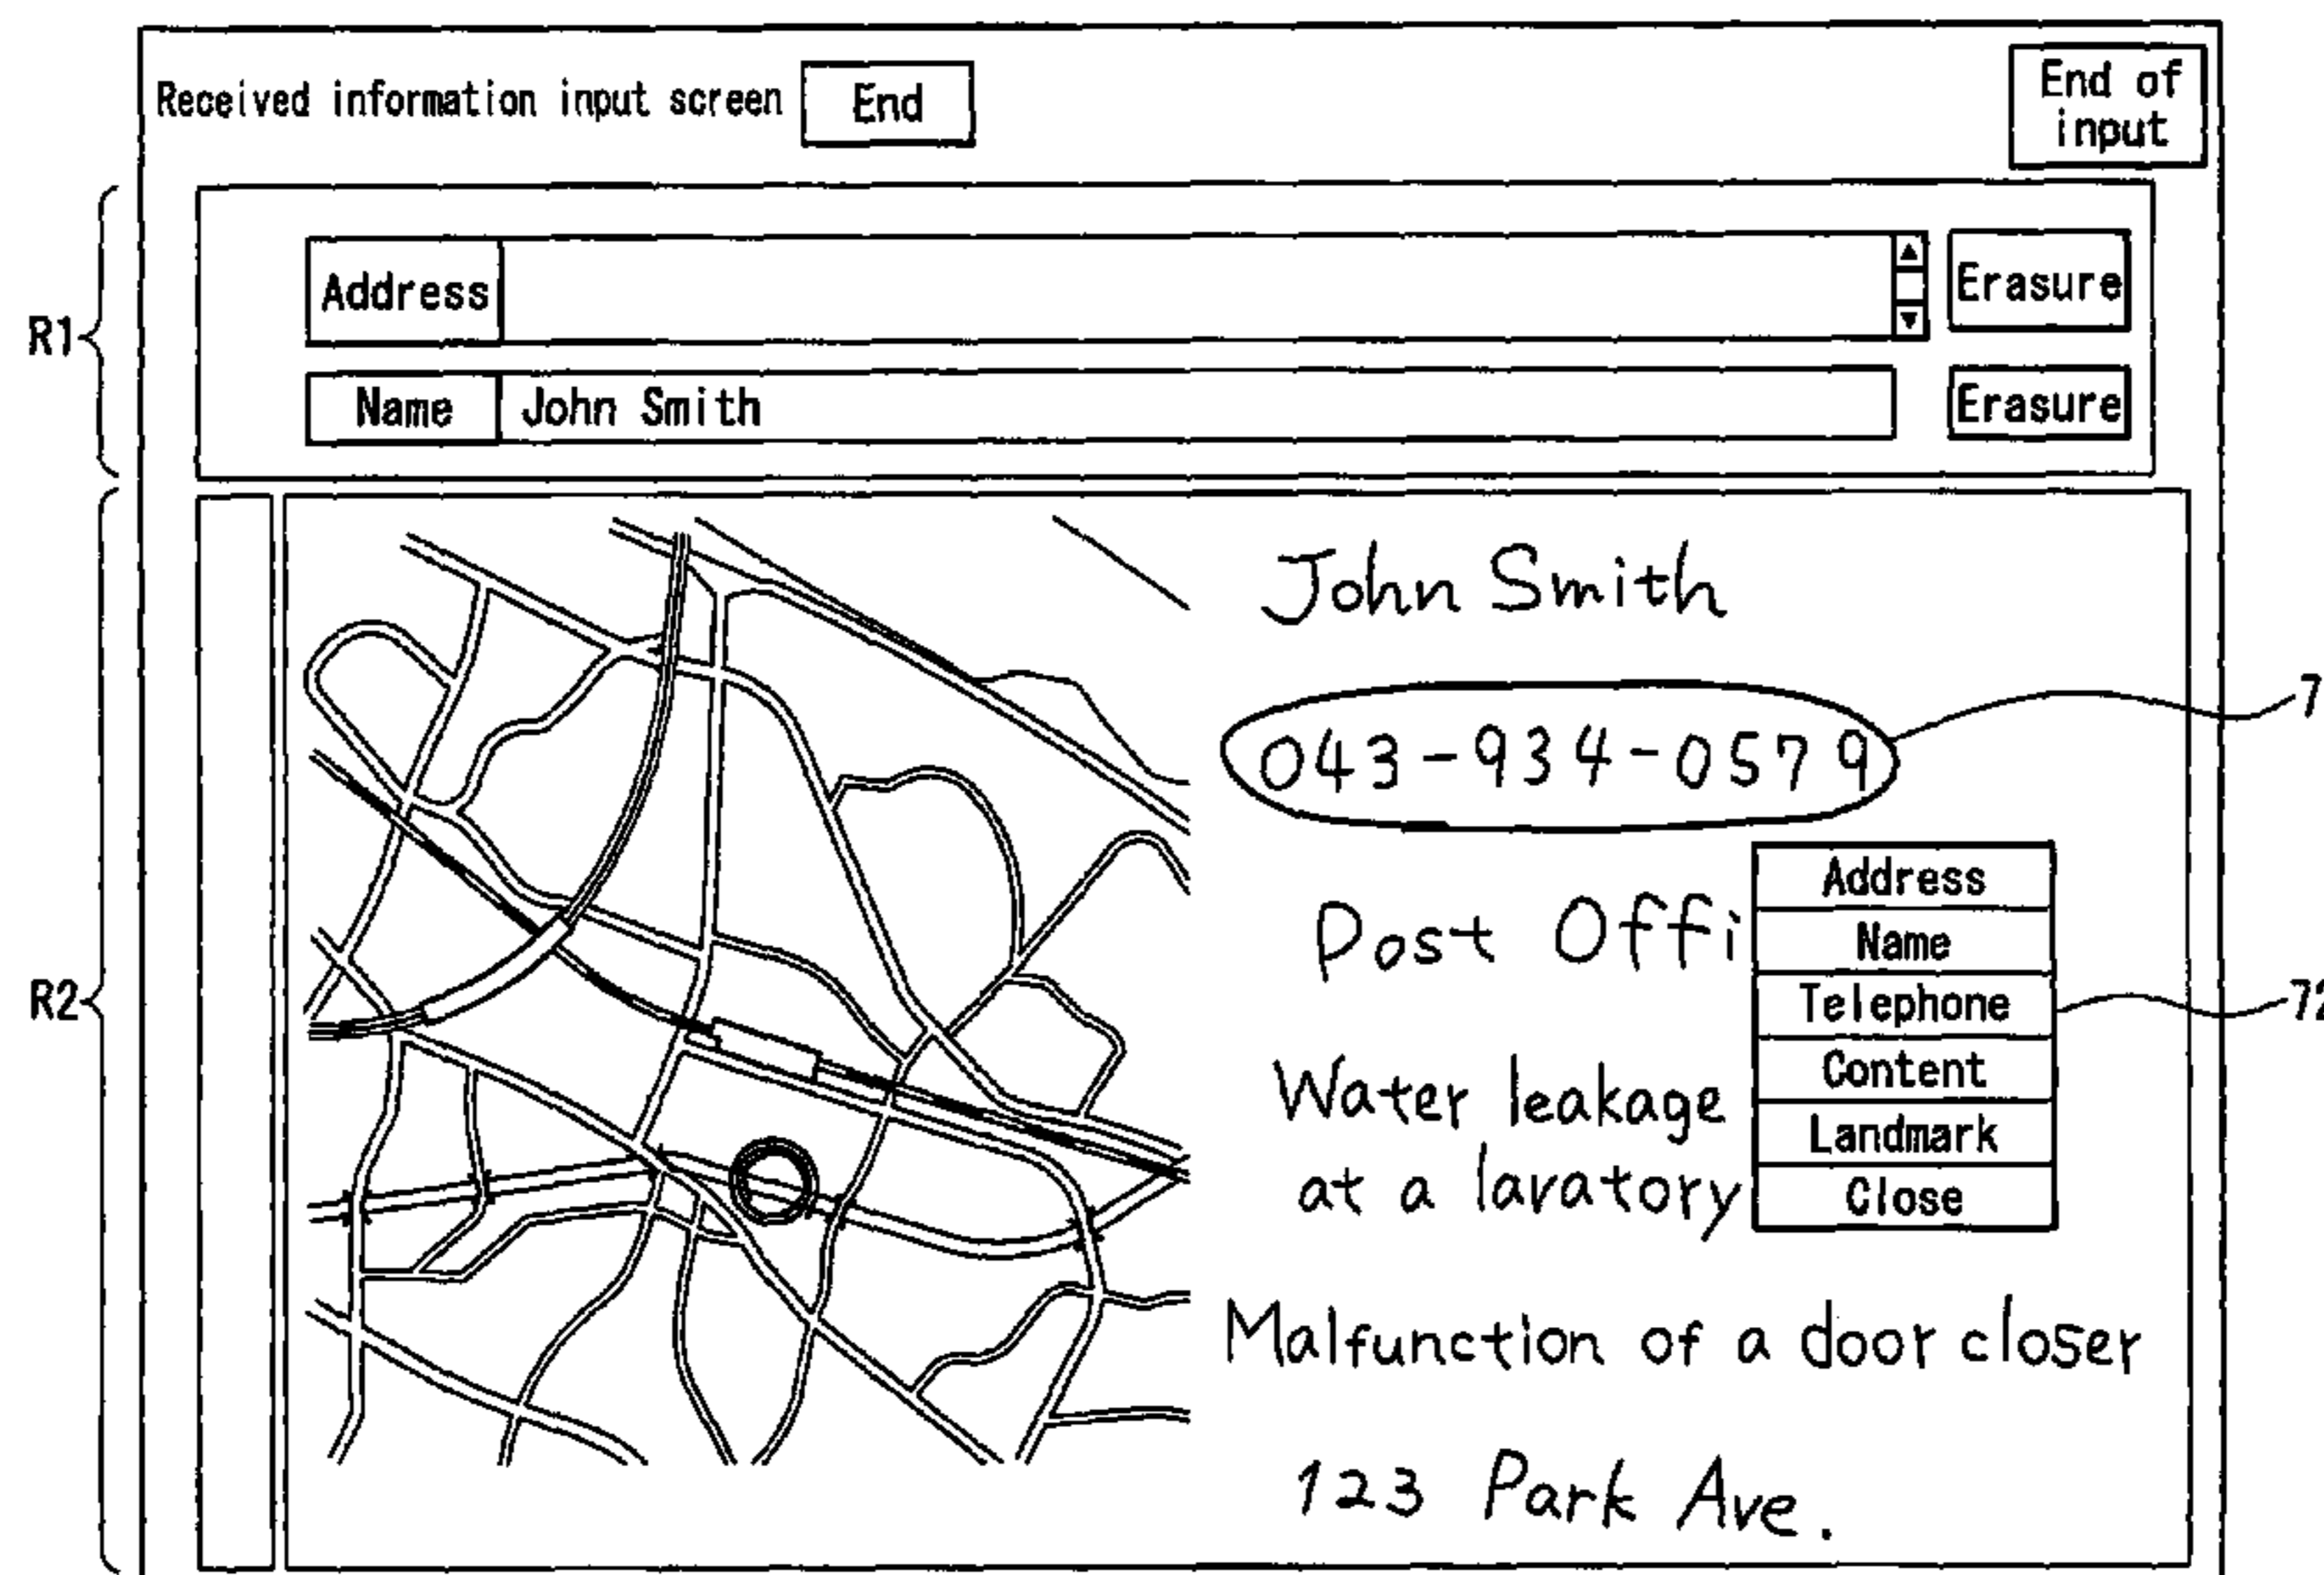 Received information input screen End
End of input
R1
Address
Erasure
Name John Smith
Erasure
R2
John Smith
043-934-0579
7
Post Offi
Water leakage
at a lavatory
Address
Name
Telephone
72
Content
Landmark
Close
Malfunction of a door closer
123 Park Ave.